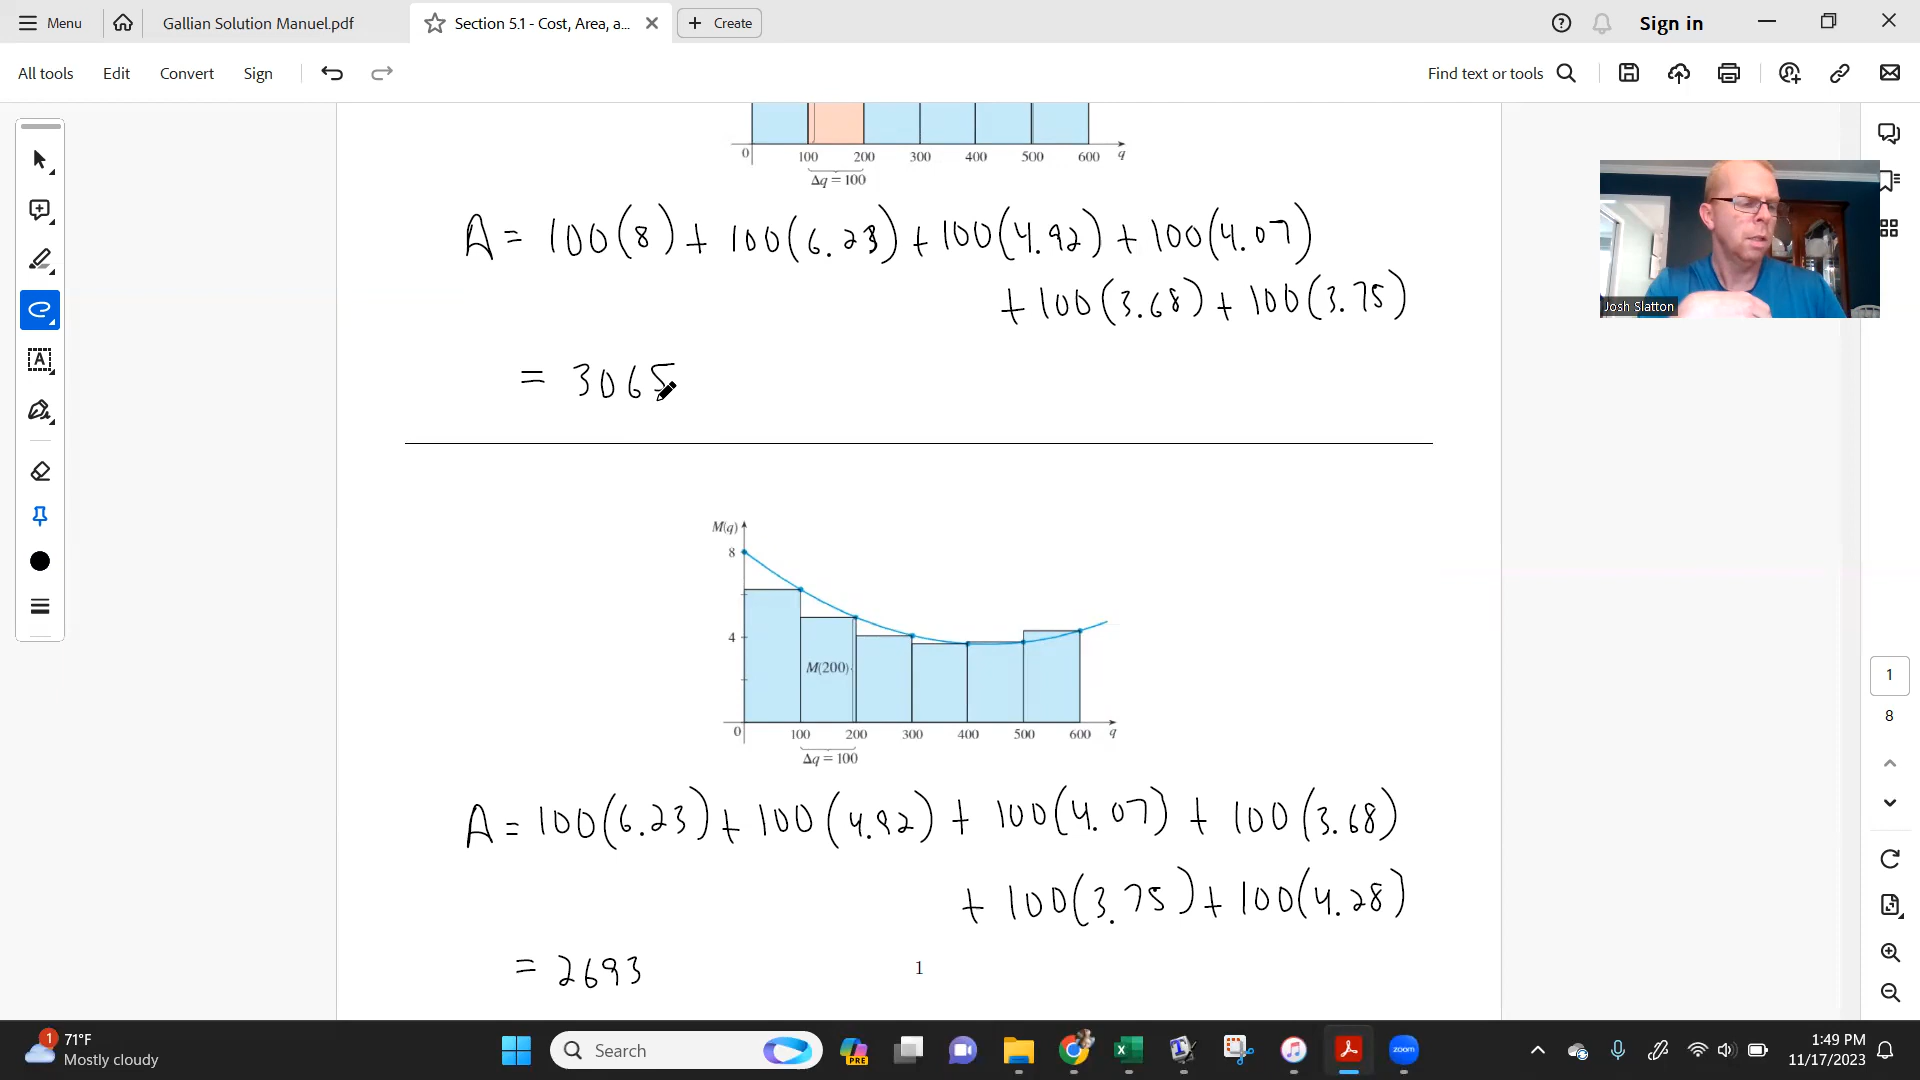 Menu
Gallian Solution Manuel.pdf
Section 5.1 - Cost, Area, a...
Create
Sign in
All tools
Edit
Convert
Sign
Find text or tools
0 100 200 300 400 500 600 q
Δq = 100
A = 100(8) + 100(6.23) + 100(4.92) + 100(4.07)
+ 100(3.68) + 100(3.75)
= 3065
Josh Slatton
M(q)
8
4
M(200)
0 100 200 300 400 500 600 q
Δq = 100
A = 100(6.23) + 100(4.92) + 100(4.07) + 100(3.68)
+ 100(3.75) + 100(4.28)
= 2693
1
1
8
1
71°F
Mostly cloudy
Search
PRE
zoom
1:49 PM
11/17/2023